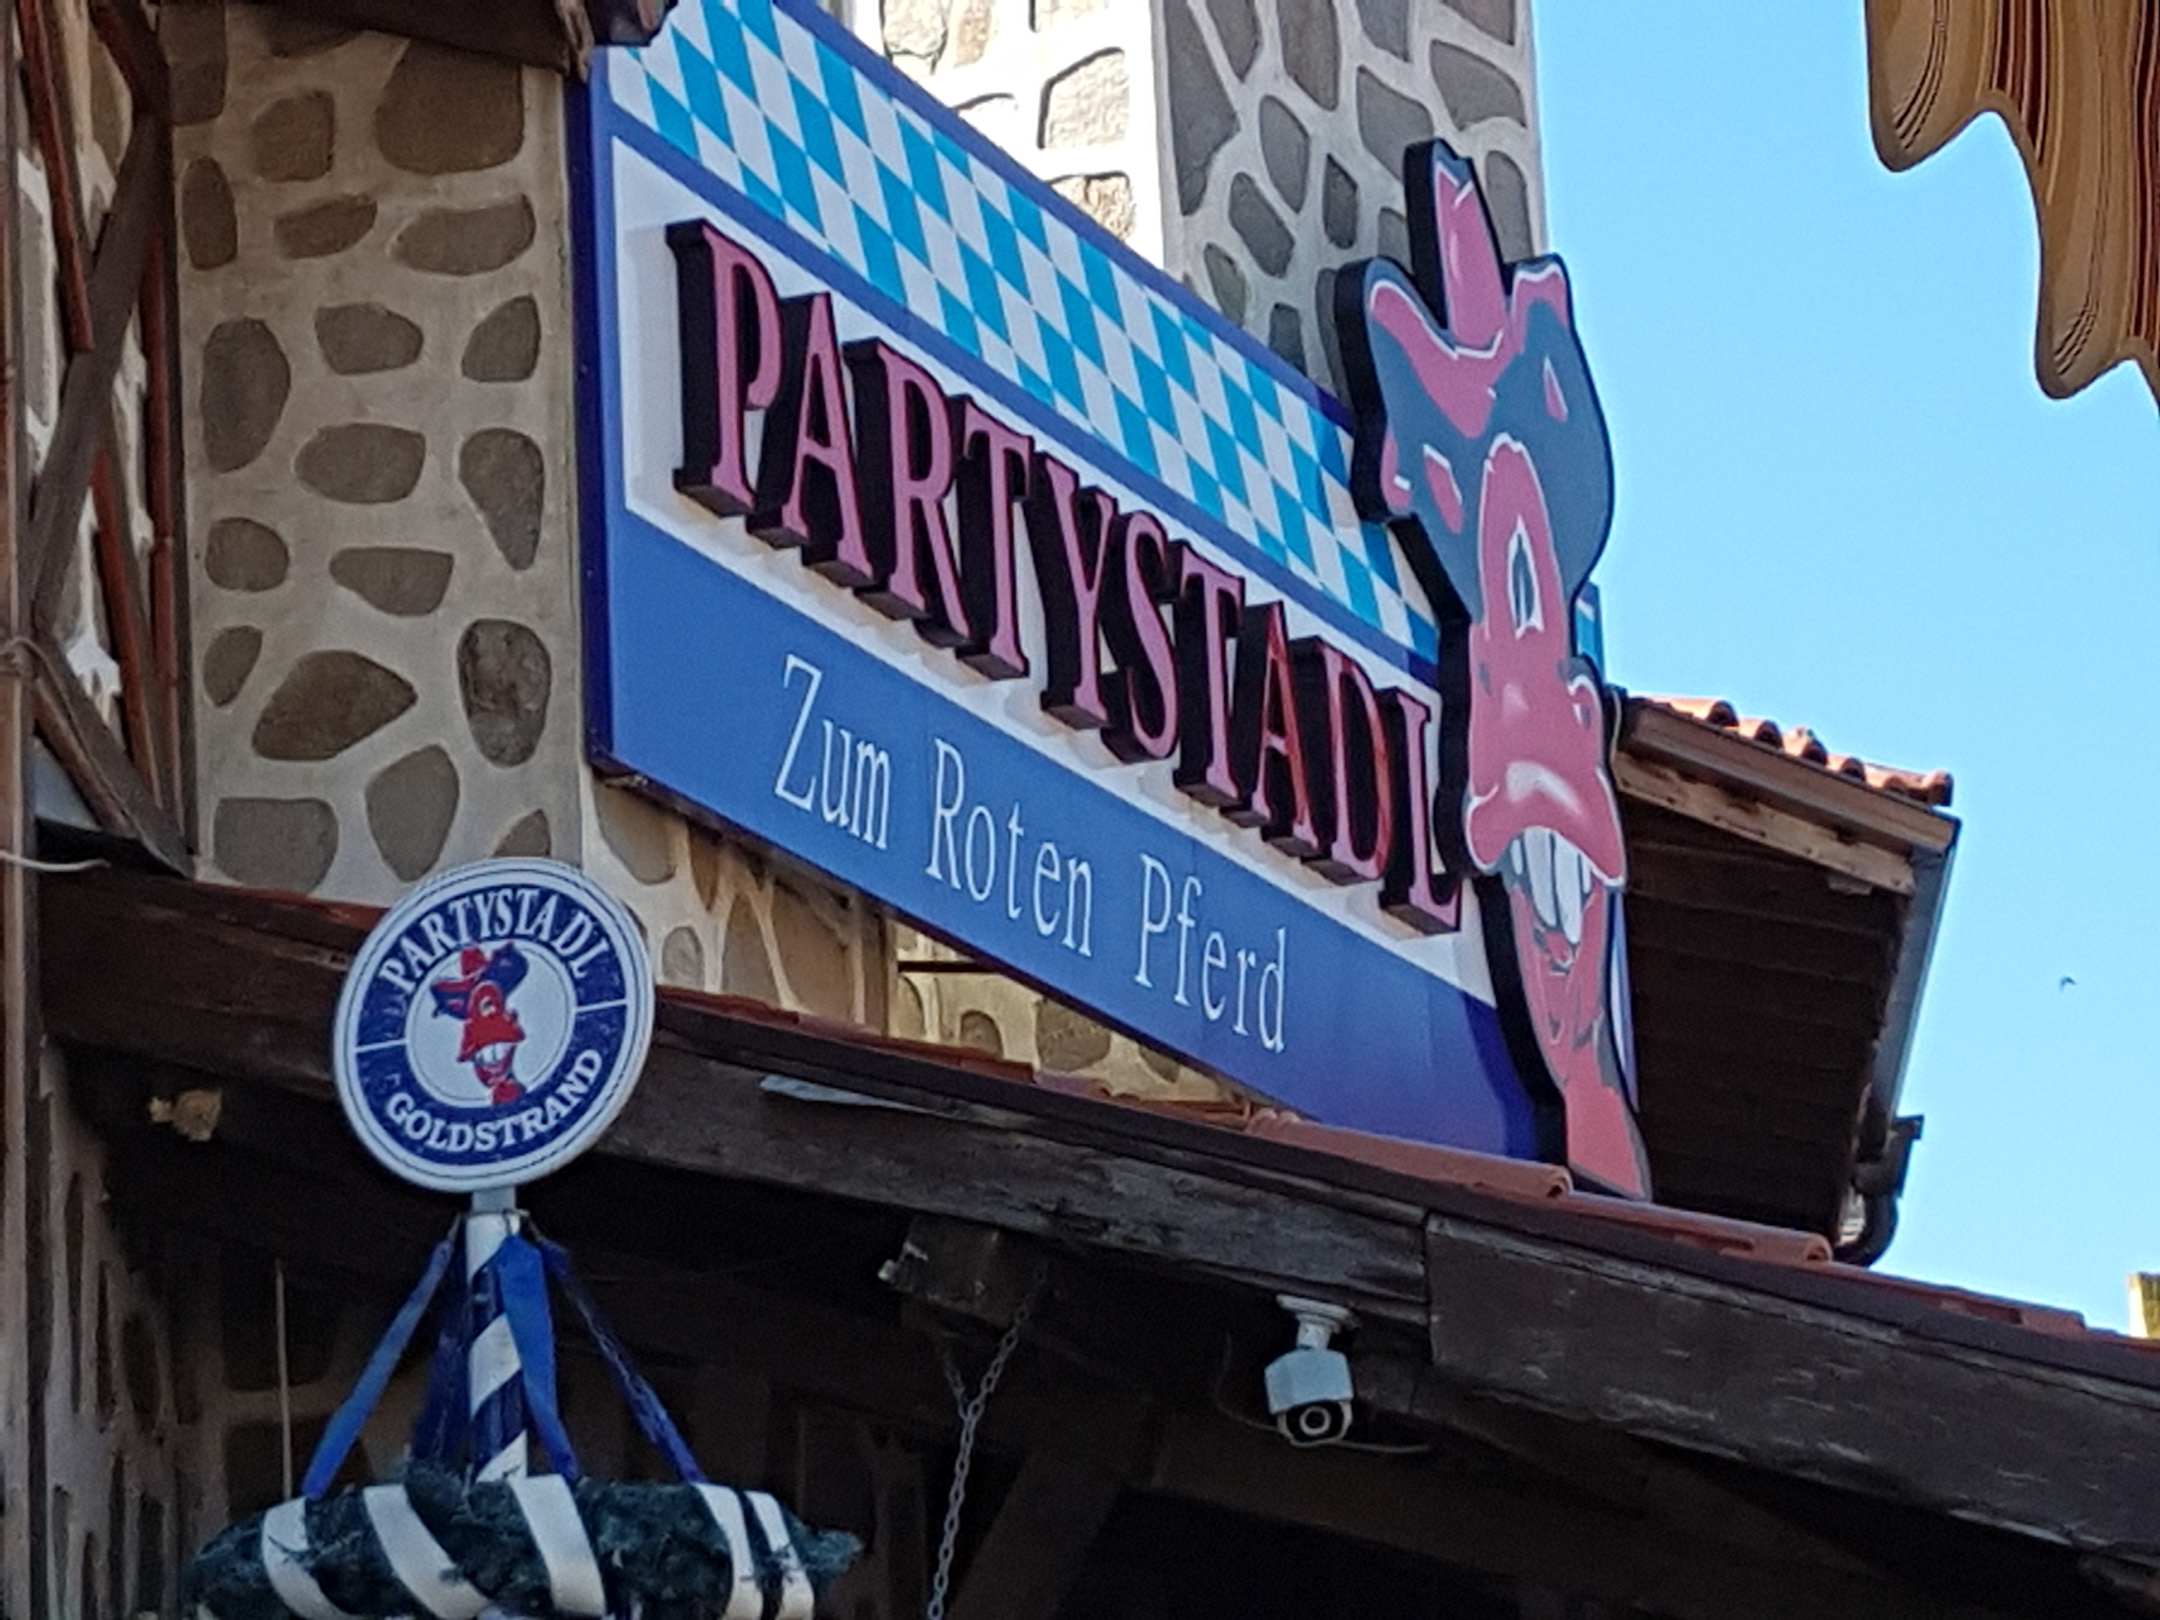 PARTYSTADL
Zum Roten Pferd
PARTYSTADL
GOLDSTRAND